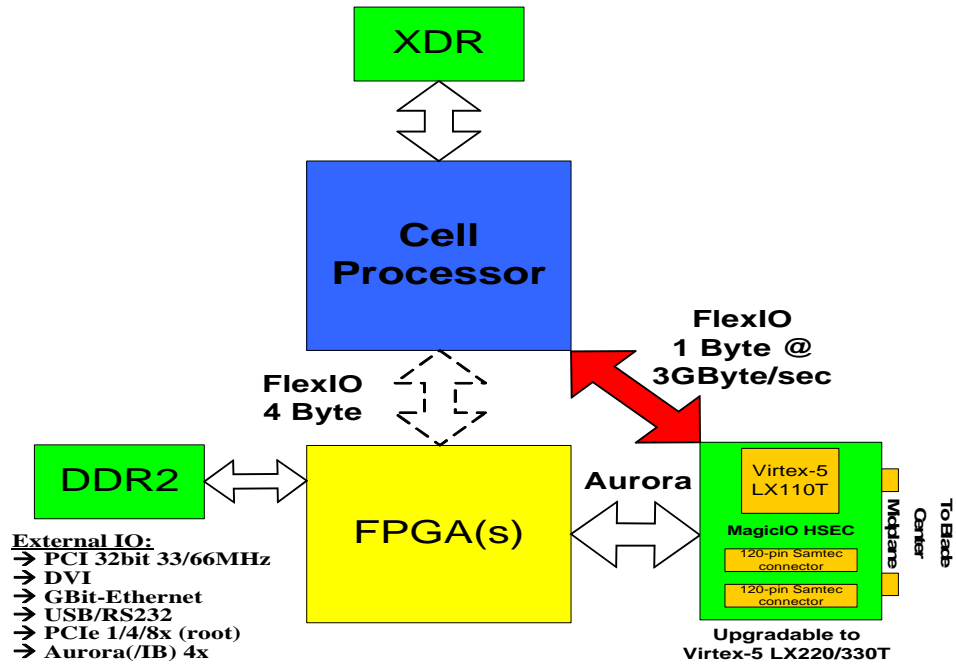 XDR
Cell
Processor
FlexIO
1 Byte @
3GByte/sec
FlexIO
4 Byte
DDR2
FPGA(s)
Aurora
Virtex-5
LX110T
MagicIO HSEC
120-pin Samtec
connector
120-pin Samtec
connector
To Blade
Center
Midplane
Upgradable to
Virtex-5 LX220/330T
External IO:
→ PCI 32bit 33/66MHz
→ DVI
→ GBit-Ethernet
→ USB/RS232
→ PCIe 1/4/8x (root)
→ Aurora(/IB) 4x